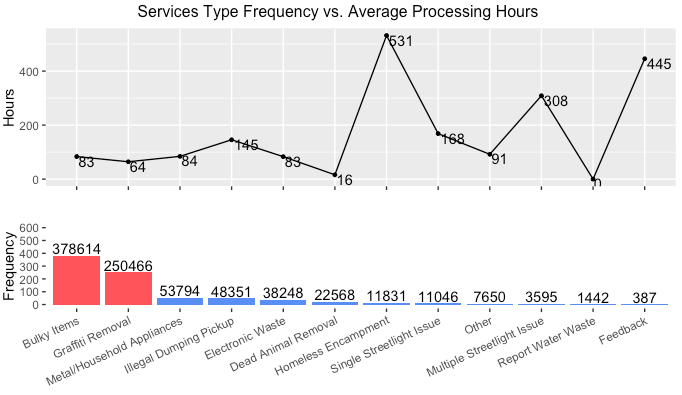 Services Type Frequency vs. Average Processing Hours
Hours
400
200
0
83
64
84
145
83
16
531
168
91
308
0
445
Frequency
600
500
400
300
200
100
0
378614
250466
53794
48351
38248
22568
11831
11046
7650
3595
1442
387
Bulky Items
Graffiti Removal
Metal/Household Appliances
Illegal Dumping Pickup
Electronic Waste
Dead Animal Removal
Homeless Encampment
Single Streetlight Issue
Other
Multiple Streetlight Issue
Report Water Waste
Feedback